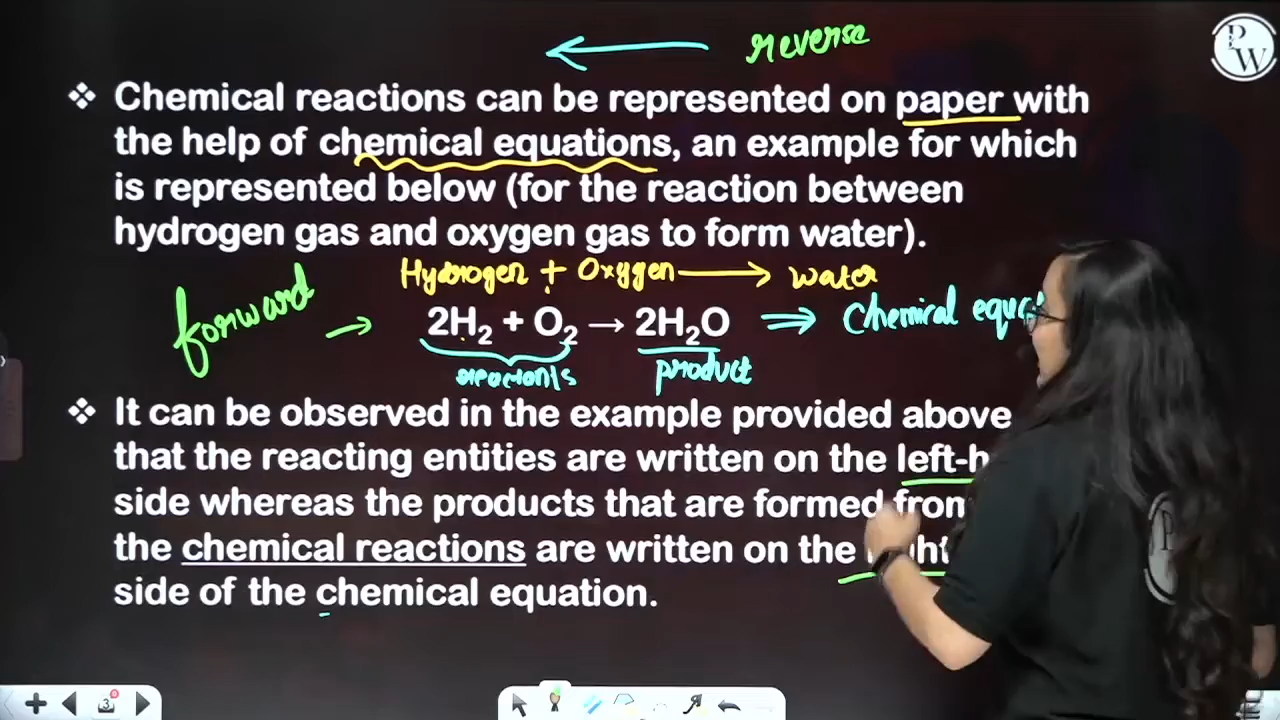 reverse
PW
❖ Chemical reactions can be represented on paper with
the help of chemical equations, an example for which
is represented below (for the reaction between
hydrogen gas and oxygen gas to form water).
Hydrogen + Oxygen → water
forward → 2H₂ + O₂ → 2H₂O ⇒ Chemical
reactants product
❖ It can be observed in the example provided above
that the reacting entities are written on the
side whereas the products that are formed
the chemical reactions are written on the
side of the chemical equation.
3